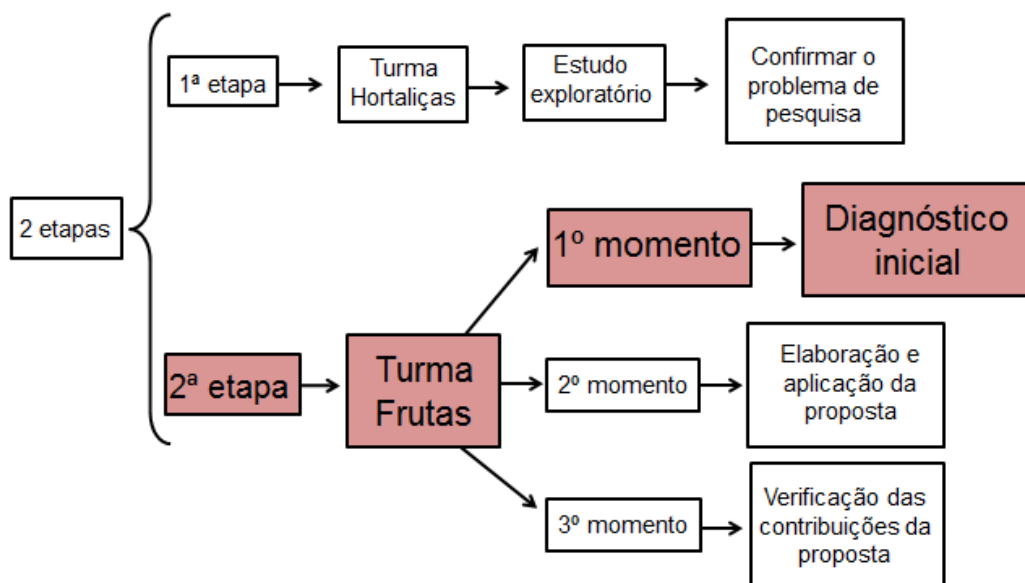 2 etapas
1ª etapa
Turma
Hortaliças
Estudo
exploratório
Confirmar o
problema de
pesquisa
2ª etapa
Turma
Frutas
1º momento
Diagnóstico
inicial
2º momento
Elaboração e
aplicação da
proposta
3º momento
Verificação das
contribuições da
proposta